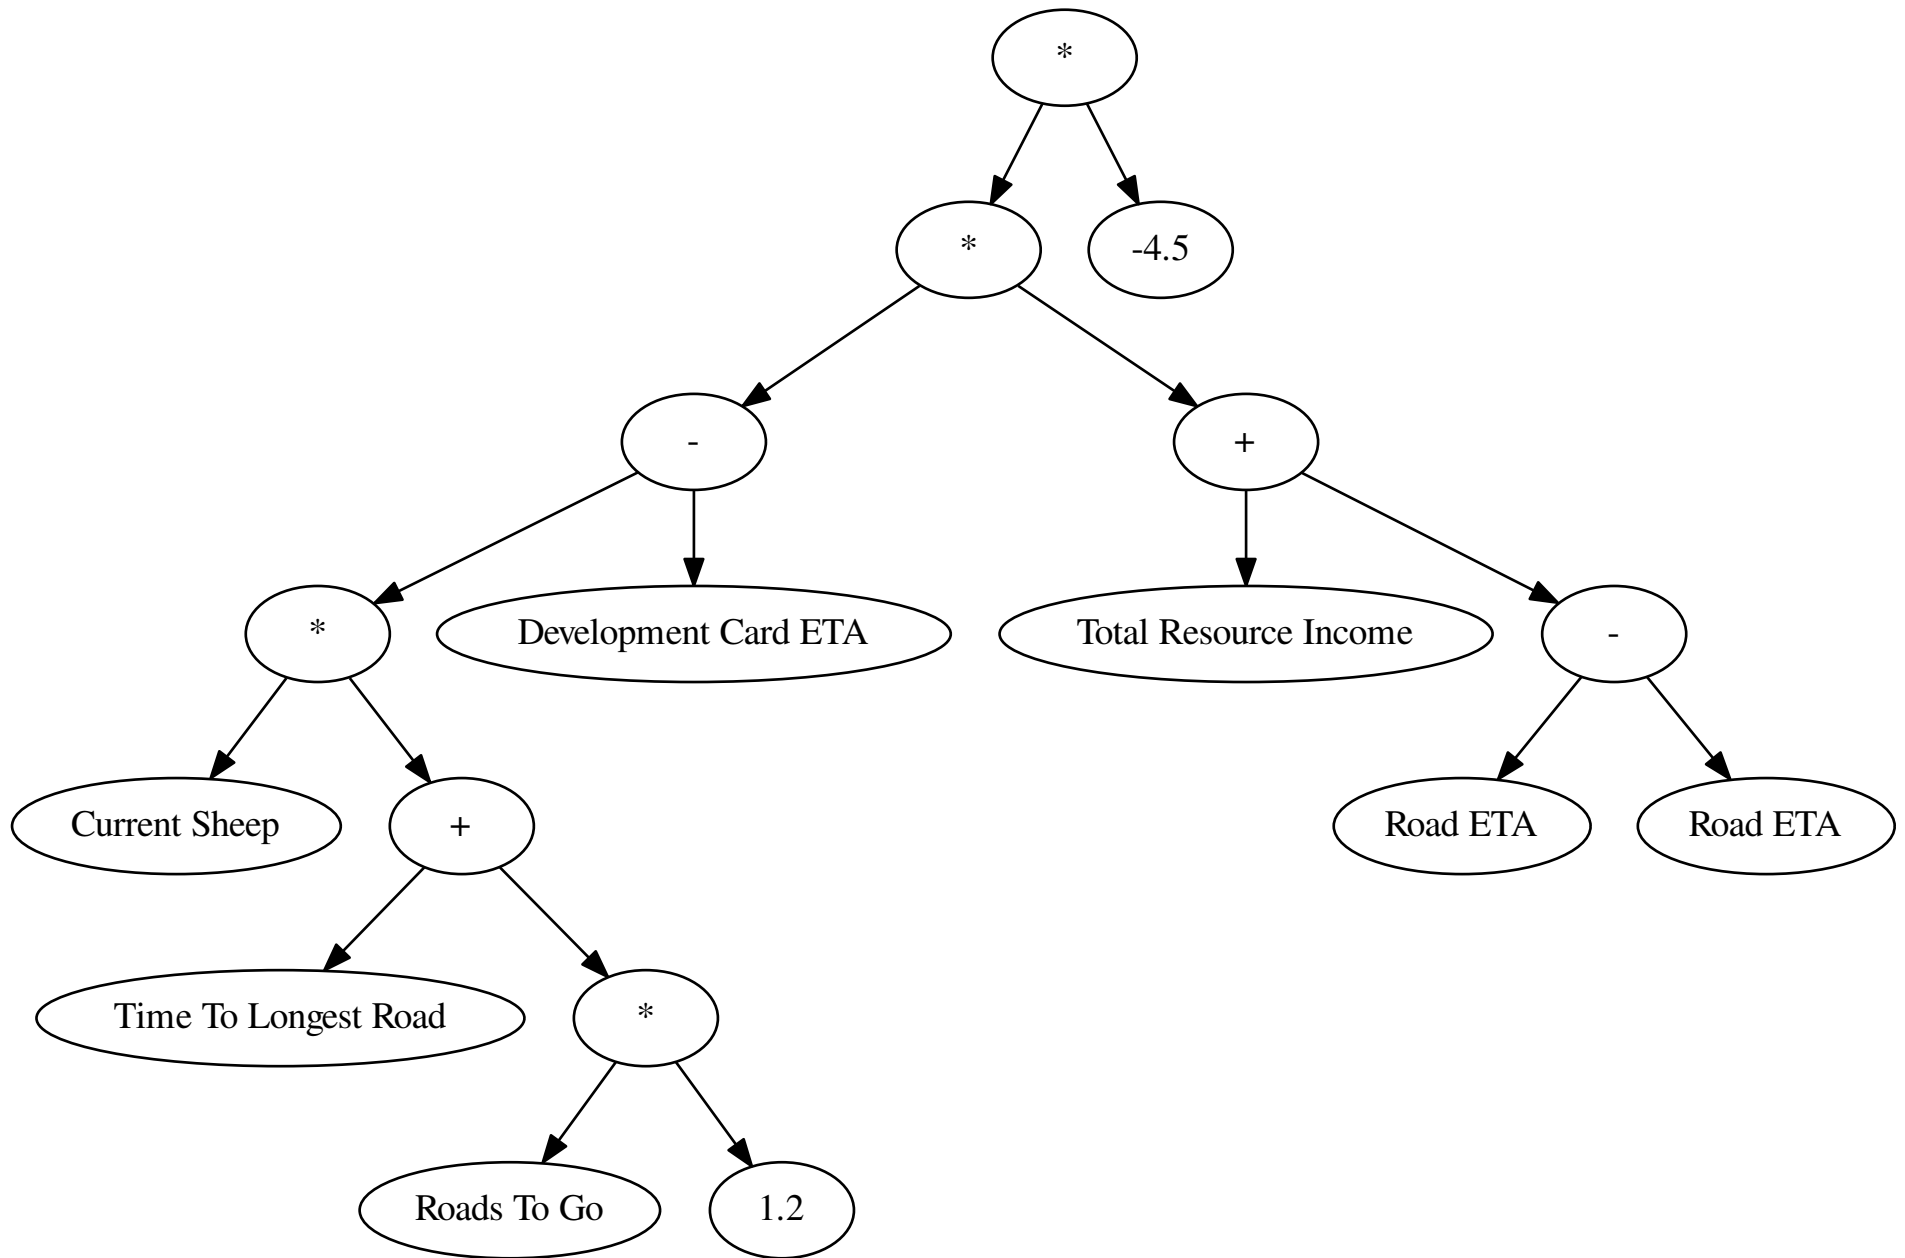 *
*
-4.5
-
+
*
Development Card ETA
Total Resource Income
-
Current Sheep
+
Road ETA
Road ETA
Time To Longest Road
*
Roads To Go
1.2